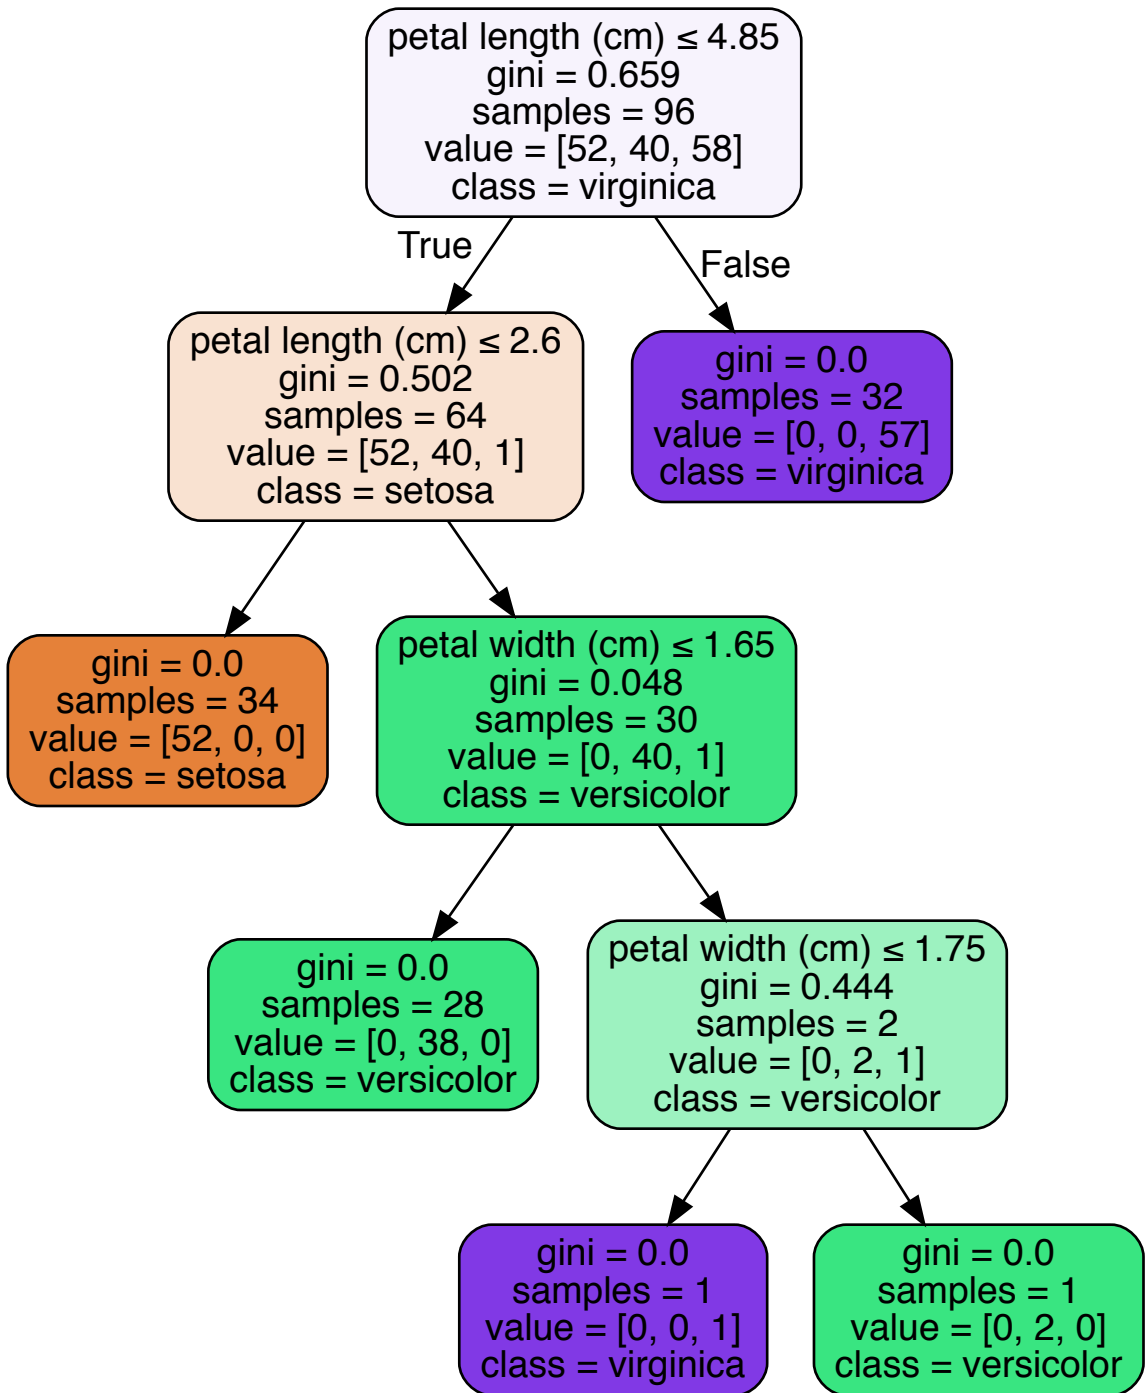 petal length (cm) ≤ 4.85
gini = 0.659
samples = 96
value = [52, 40, 58]
class = virginica
True
False
petal length (cm) ≤ 2.6
gini = 0.502
samples = 64
value = [52, 40, 1]
class = setosa
gini = 0.0
samples = 32
value = [0, 0, 57]
class = virginica
gini = 0.0
samples = 34
value = [52, 0, 0]
class = setosa
petal width (cm) ≤ 1.65
gini = 0.048
samples = 30
value = [0, 40, 1]
class = versicolor
gini = 0.0
samples = 28
value = [0, 38, 0]
class = versicolor
petal width (cm) ≤ 1.75
gini = 0.444
samples = 2
value = [0, 2, 1]
class = versicolor
gini = 0.0
samples = 1
value = [0, 0, 1]
class = virginica
gini = 0.0
samples = 1
value = [0, 2, 0]
class = versicolor